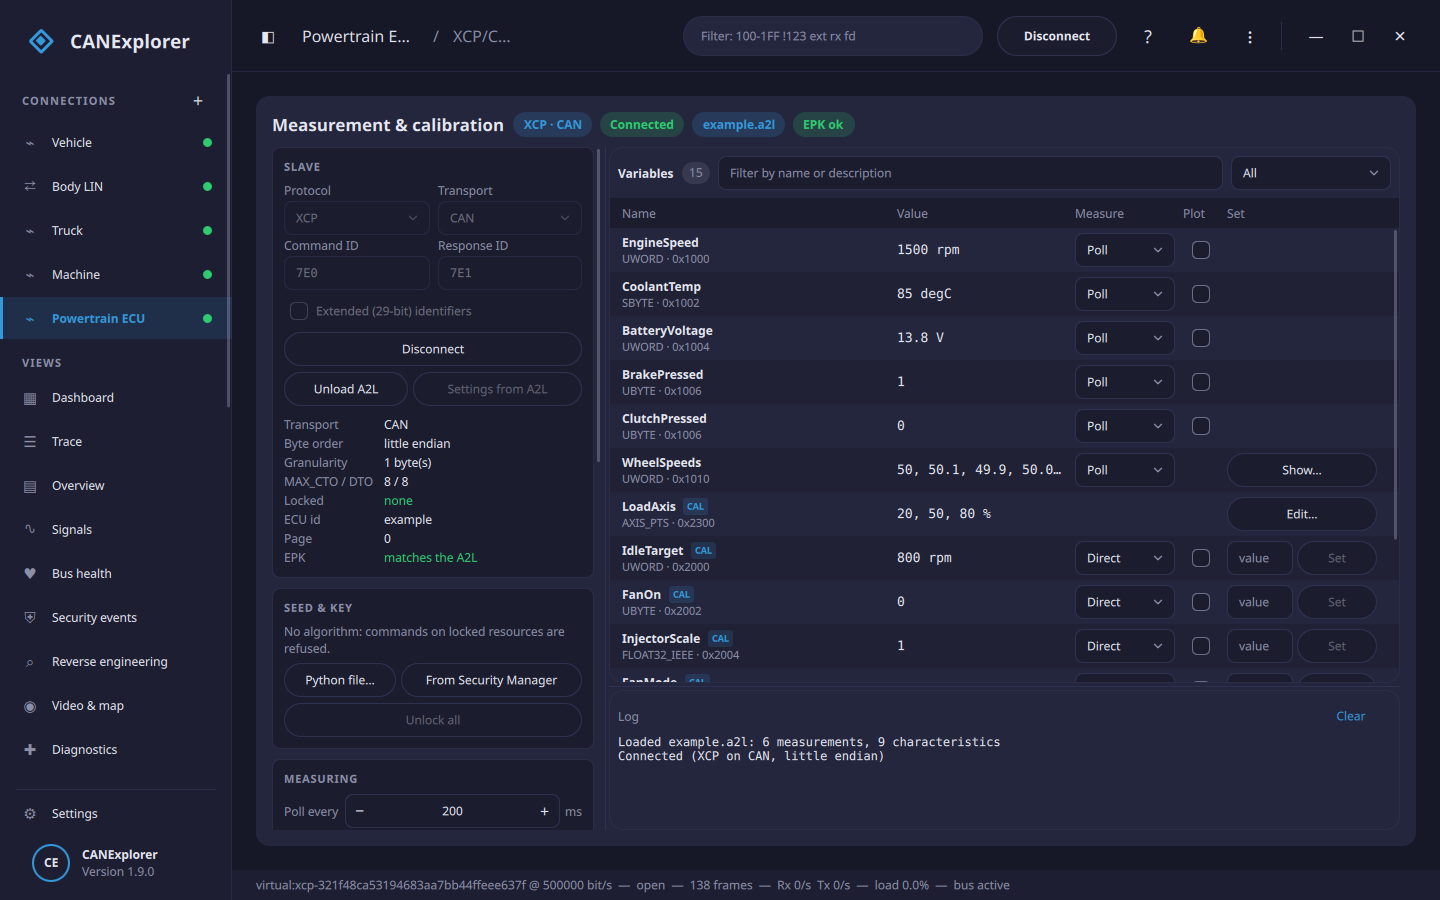 CANExplorer
CONNECTIONS +
Vehicle
Body LIN
Truck
Machine
Powertrain ECU
VIEWS
Dashboard
Trace
Overview
Signals
Bus health
Security events
Reverse engineering
Video & map
Diagnostics
Settings
CE
CANExplorer
Version 1.9.0
Powertrain E... / XCP/C...
Filter: 100-1FF !123 ext rx fd
Disconnect
?
Measurement & calibration XCP · CAN Connected example.a2l EPK ok
SLAVE
Protocol Transport
XCP CAN
Command ID Response ID
7E0 7E1
Extended (29-bit) identifiers
Disconnect
Unload A2L Settings from A2L
Transport CAN
Byte order little endian
Granularity 1 byte(s)
MAX_CTO / DTO 8 / 8
Locked none
ECU id example
Page 0
EPK matches the A2L
SEED & KEY
No algorithm: commands on locked resources are
refused.
Python file... From Security Manager
Unlock all
MEASURING
Poll every − 200 + ms
Variables 15 Filter by name or description All
Name Value Measure Plot Set
EngineSpeed
UWORD · 0x1000
1500 rpm Poll
CoolantTemp
SBYTE · 0x1002
85 degC Poll
BatteryVoltage
UWORD · 0x1004
13.8 V Poll
BrakePressed
UBYTE · 0x1006
1 Poll
ClutchPressed
UBYTE · 0x1006
0 Poll
WheelSpeeds
UWORD · 0x1010
50, 50.1, 49.9, 50.0… Poll Show...
LoadAxis CAL
AXIS_PTS · 0x2300
20, 50, 80 % Edit...
IdleTarget CAL
UWORD · 0x2000
800 rpm Direct value Set
FanOn CAL
UBYTE · 0x2002
0 Direct value Set
InjectorScale CAL
FLOAT32_IEEE · 0x2004
1 Direct value Set
FanMode CAL
Log Clear
Loaded example.a2l: 6 measurements, 9 characteristics
Connected (XCP on CAN, little endian)
virtual:xcp-321f48ca53194683aa7bb44ffeee637f @ 500000 bit/s — open — 138 frames — Rx 0/s Tx 0/s — load 0.0% — bus active